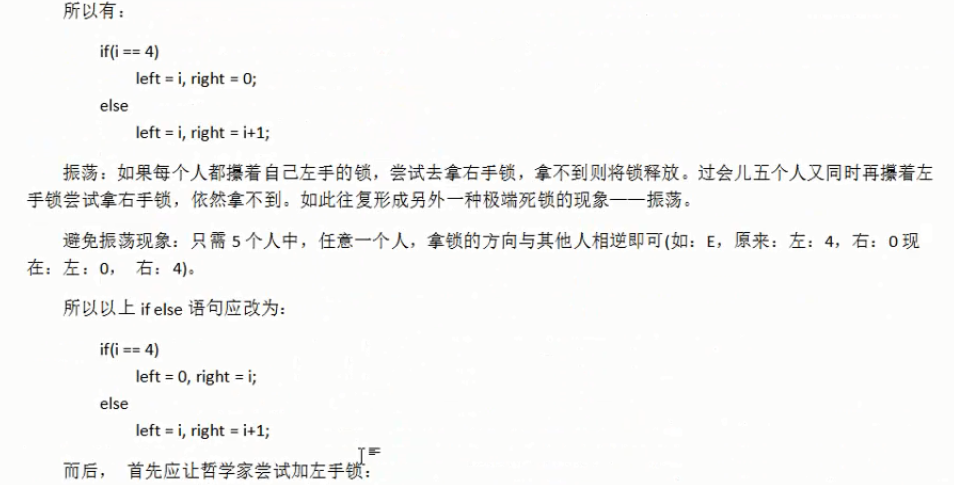 所以有：
if(i == 4)
left = i, right = 0;
else
left = i, right = i+1;
振荡：如果每个人都攥着自己左手的锁，尝试去拿右手锁，拿不到则将锁释放。过会儿五个人又同时再攥着左
手锁尝试拿右手锁，依然拿不到。如此往复形成另外一种极端死锁的现象——振荡。
避免振荡现象：只需 5 个人中，任意一个人，拿锁的方向与其他人相逆即可(如：E，原来：左：4，右：0 现
在：左：0， 右：4)。
所以以上 if else 语句应改为：
if(i == 4)
left = 0, right = i;
else
left = i, right = i+1;
而后， 首先应让哲学家尝试加左手锁：